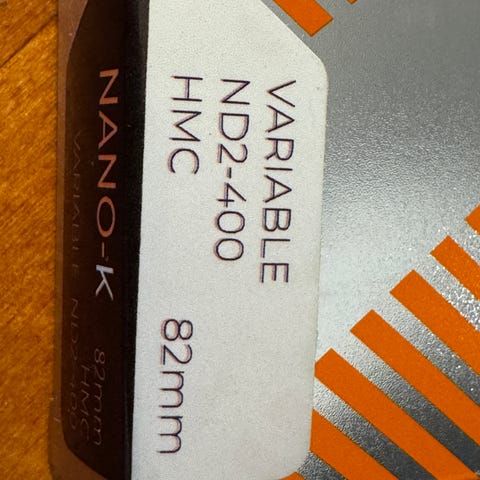 VARIABLE
ND2-400
HMC
82mm
NANO-K
VARIABLE ND2-400
HMC
82mm